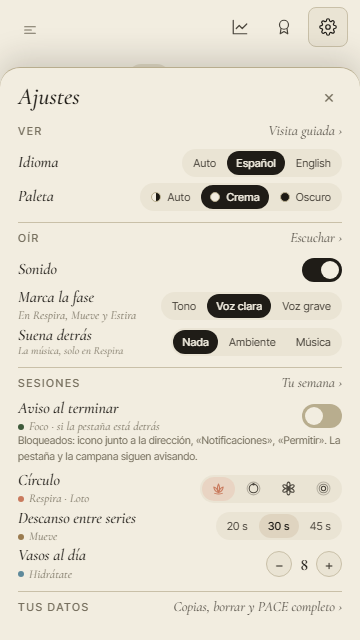 Ajustes
VER Visita guiada ›
Idioma Auto Español English
Paleta Auto Crema Oscuro
OÍR Escuchar ›
Sonido
Marca la fase Tono Voz clara Voz grave
En Respira, Mueve y Estira
Suena detrás Nada Ambiente Música
La música, solo en Respira
SESIONES Tu semana ›
Aviso al terminar
Foco · si la pestaña está detrás
Bloqueados: icono junto a la dirección, «Notificaciones», «Permitir». La
pestaña y la campana siguen avisando.
Círculo
Respira · Loto
Descanso entre series 20 s 30 s 45 s
Mueve
Vasos al día − 8 +
Hidrátate
TUS DATOS Copias, borrar y PACE completo ›